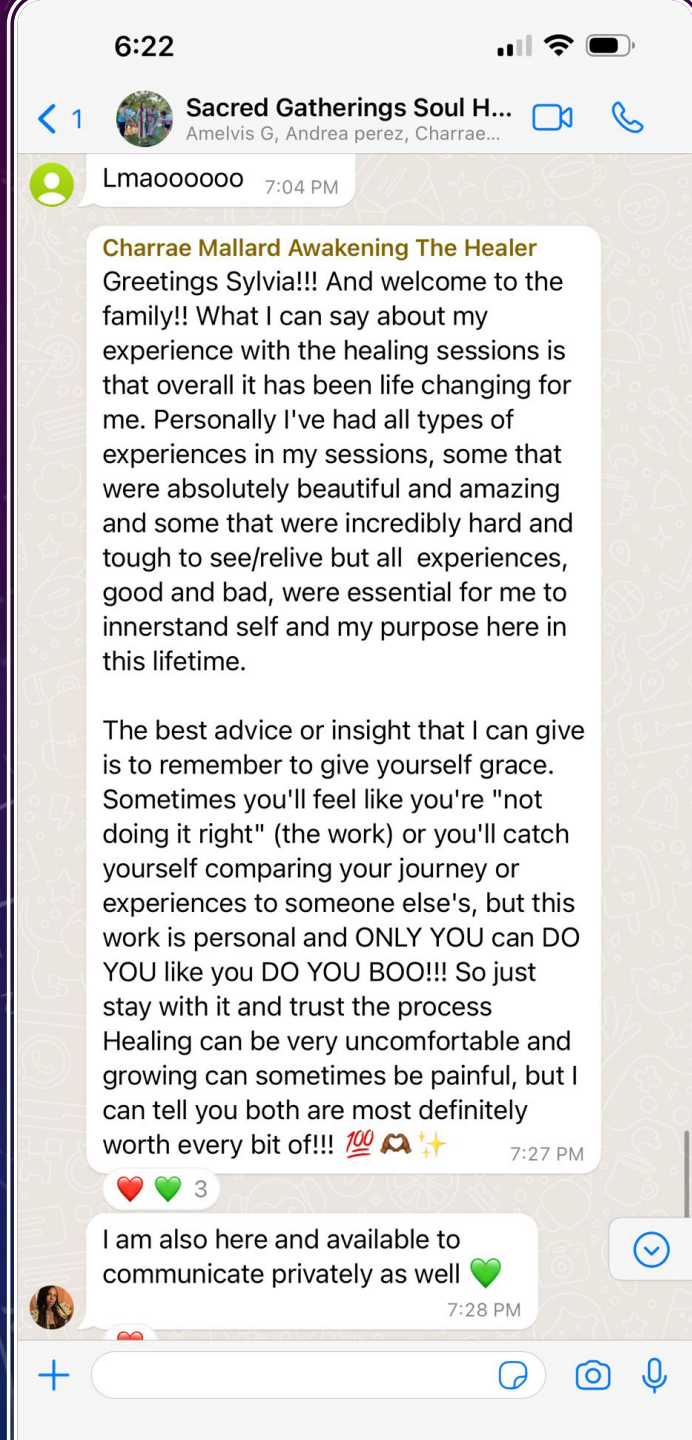 6:22
1
Sacred Gatherings Soul H...
Amelvis G, Andrea perez, Charrae...
Lmaoooooo 7:04 PM
Charrae Mallard Awakening The Healer
Greetings Sylvia!!! And welcome to the
family!! What I can say about my
experience with the healing sessions is
that overall it has been life changing for
me. Personally I've had all types of
experiences in my sessions, some that
were absolutely beautiful and amazing
and some that were incredibly hard and
tough to see/relive but all  experiences,
good and bad, were essential for me to
innerstand self and my purpose here in
this lifetime.
The best advice or insight that I can give
is to remember to give yourself grace.
Sometimes you'll feel like you're "not
doing it right" (the work) or you'll catch
yourself comparing your journey or
experiences to someone else's, but this
work is personal and ONLY YOU can DO
YOU like you DO YOU BOO!!! So just
stay with it and trust the process
Healing can be very uncomfortable and
growing can sometimes be painful, but I
can tell you both are most definitely
worth every bit of!!! 💯 🫶🏾 ✨ 7:27 PM
❤️ 💚 3
I am also here and available to
communicate privately as well 💚
7:28 PM